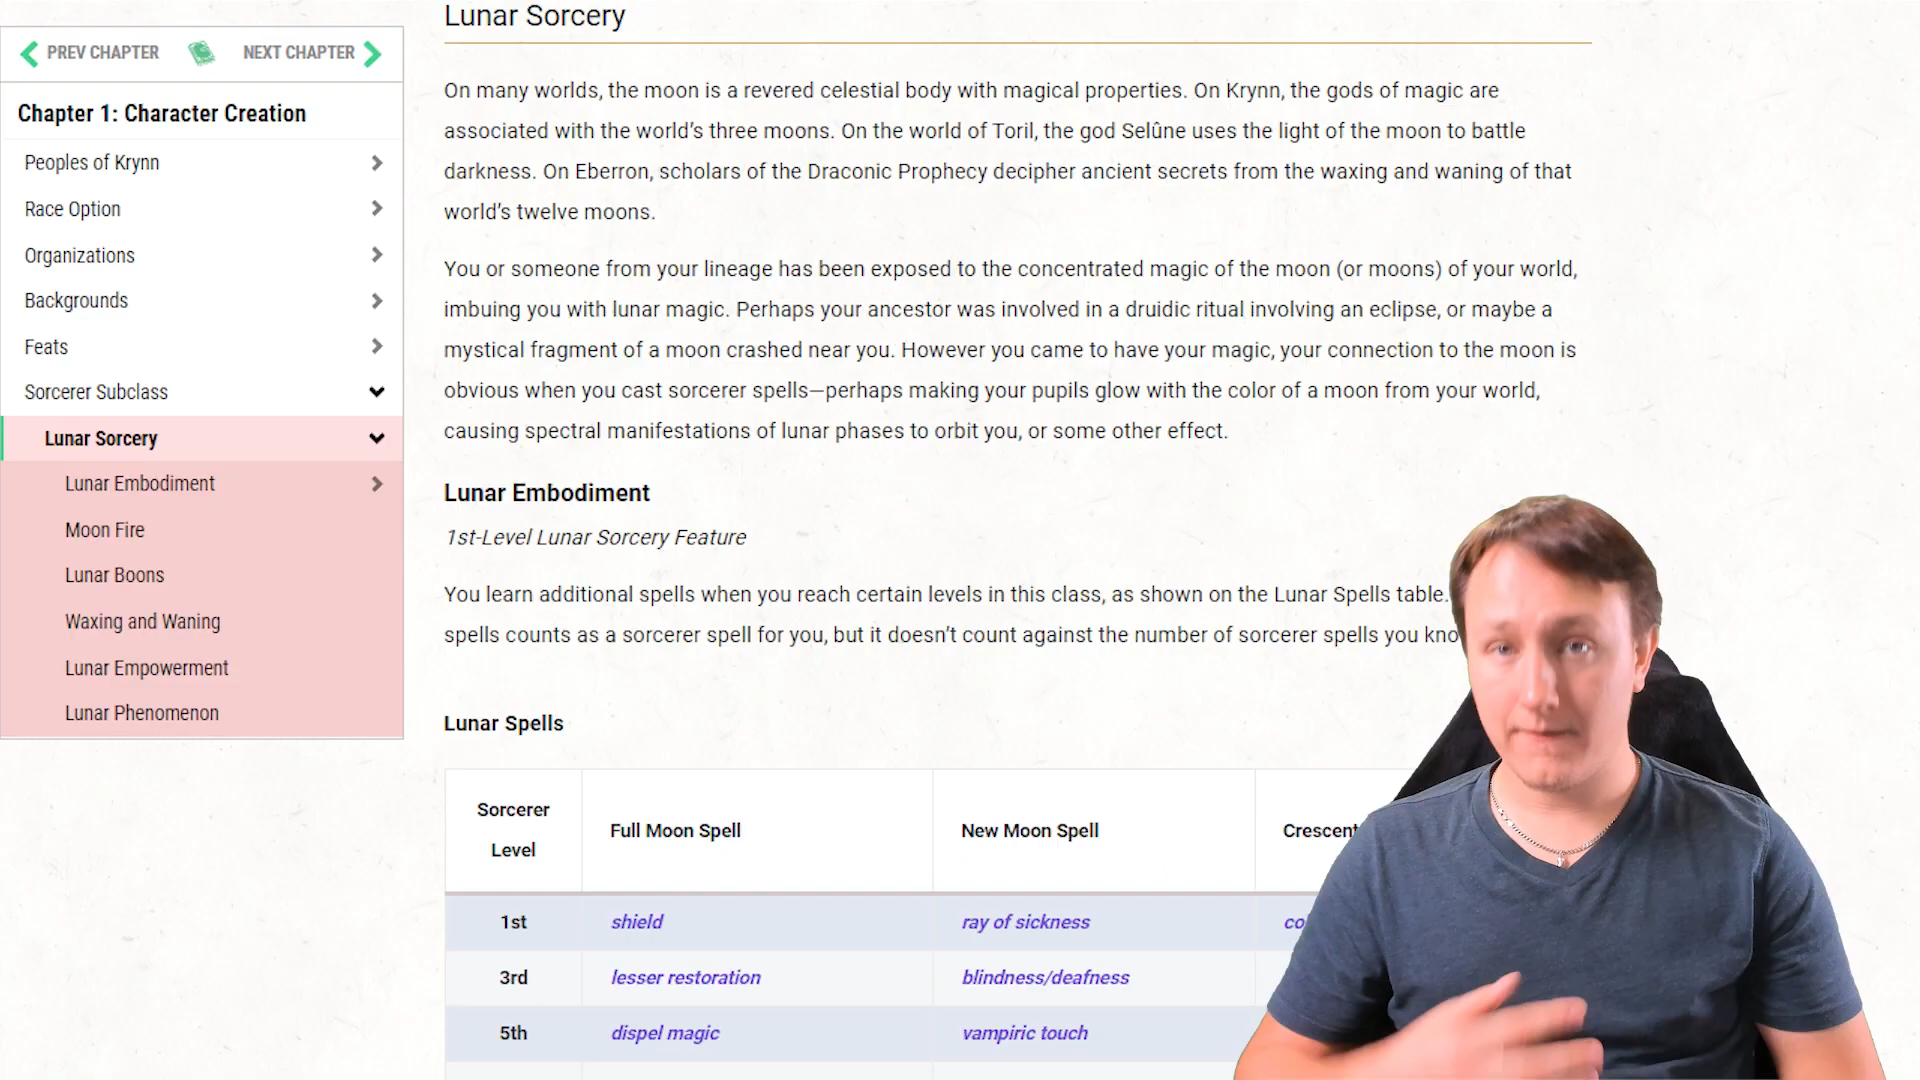 PREV CHAPTER
NEXT CHAPTER
Chapter 1: Character Creation
Peoples of Krynn
Race Option
Organizations
Backgrounds
Feats
Sorcerer Subclass
Lunar Sorcery
Lunar Embodiment
Moon Fire
Lunar Boons
Waxing and Waning
Lunar Empowerment
Lunar Phenomenon
Lunar Sorcery
On many worlds, the moon is a revered celestial body with magical properties. On Krynn, the gods of magic are
associated with the world's three moons. On the world of Toril, the god Selûne uses the light of the moon to battle
darkness. On Eberron, scholars of the Draconic Prophecy decipher ancient secrets from the waxing and waning of that
world's twelve moons.
You or someone from your lineage has been exposed to the concentrated magic of the moon (or moons) of your world,
imbuing you with lunar magic. Perhaps your ancestor was involved in a druidic ritual involving an eclipse, or maybe a
mystical fragment of a moon crashed near you. However you came to have your magic, your connection to the moon is
obvious when you cast sorcerer spells—perhaps making your pupils glow with the color of a moon from your world,
causing spectral manifestations of lunar phases to orbit you, or some other effect.
Lunar Embodiment
1st-Level Lunar Sorcery Feature
You learn additional spells when you reach certain levels in this class, as shown on the Lunar Spells table.
spells counts as a sorcerer spell for you, but it doesn't count against the number of sorcerer spells you kno
Lunar Spells
Sorcerer
Level
Full Moon Spell
New Moon Spell
Crescent
1st
shield
ray of sickness
co
3rd
lesser restoration
blindness/deafness
5th
dispel magic
vampiric touch